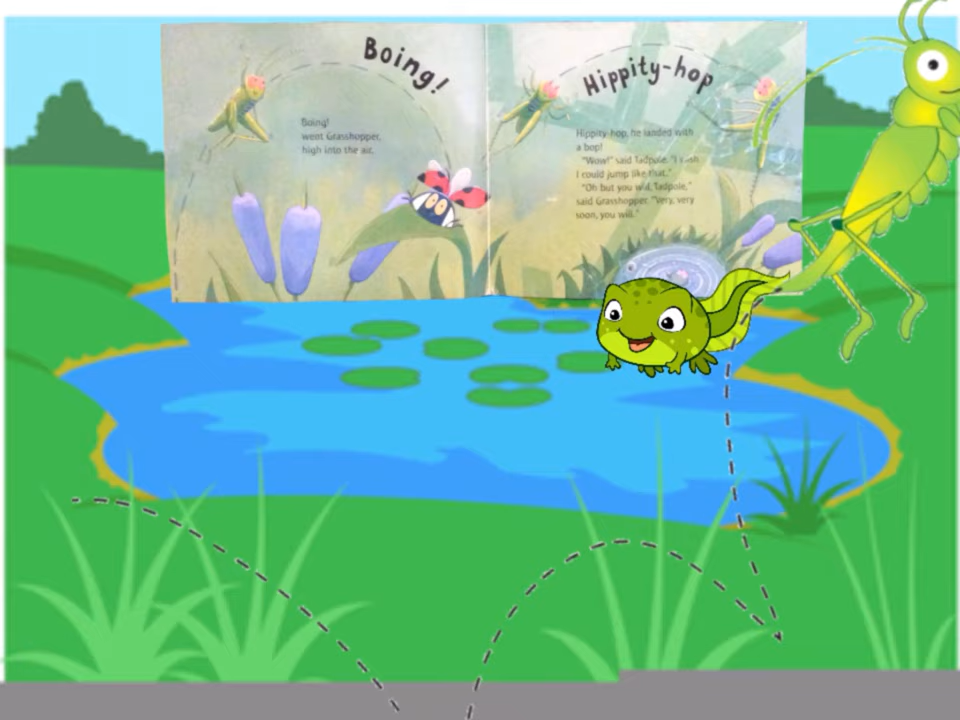 Boing!
Boing!
went Grasshopper,
high into the air.
Hippity-hop
Hippity-hop, he landed with
a bop!
"Wow!" said Tadpole. "I wish
I could jump like that."
"Oh but you will, Tadpole,"
said Grasshopper. "Very, very
soon, you will."